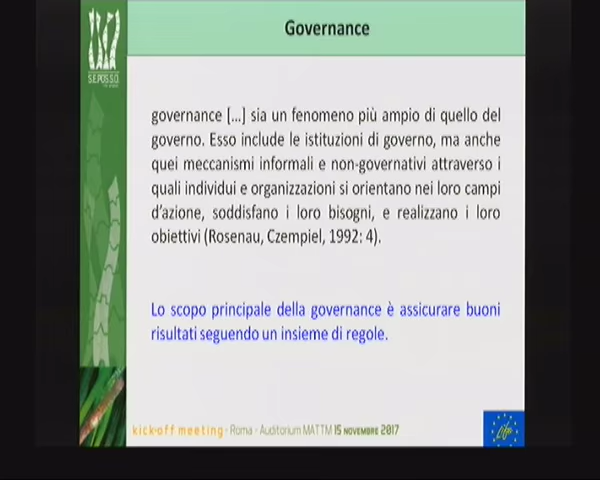 Governance
S.E.POS.S.O.
governance [...] sia un fenomeno più ampio di quello del
governo. Esso include le istituzioni di governo, ma anche
quei meccanismi informali e non-governativi attraverso i
quali individui e organizzazioni si orientano nei loro campi
d'azione, soddisfano i loro bisogni, e realizzano i loro
obiettivi (Rosenau, Czempiel, 1992: 4).
Lo scopo principale della governance è assicurare buoni
risultati seguendo un insieme di regole.
kick-off meeting - Roma - Auditorium MATTM 15 NOVEMBRE 2017
Life